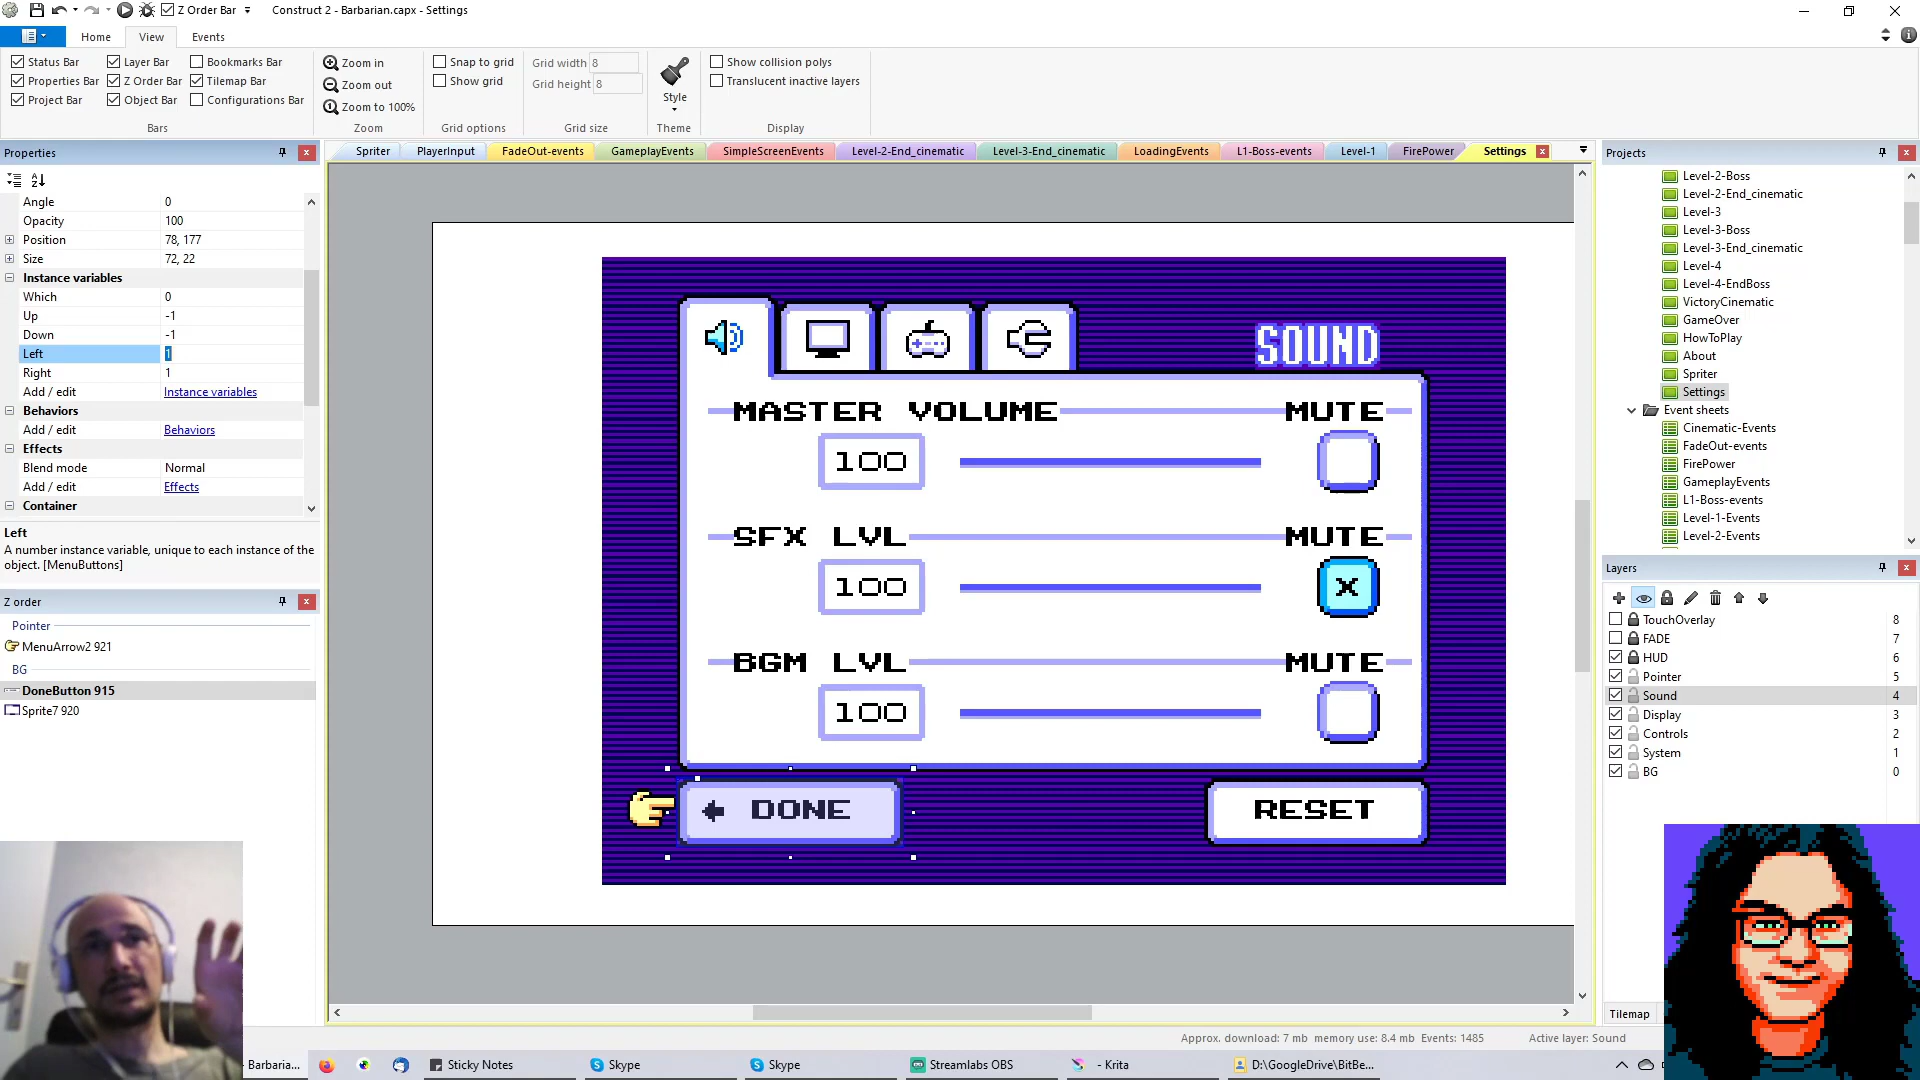 Z Order Bar
Construct 2 - Barbarian.capx - Settings
Home
View
Events
Status Bar
Layer Bar
Bookmarks Bar
Properties Bar
Z Order Bar
Tilemap Bar
Project Bar
Object Bar
Configurations Bar
Bars
Zoom in
Zoom out
Zoom to 100%
Zoom
Snap to grid
Show grid
Grid options
Grid width 8
Grid height 8
Grid size
Style
Theme
Show collision polys
Translucent inactive layers
Display
Properties
Angle 0
Opacity 100
Position 78, 177
Size 72, 22
Instance variables
Which 0
Up -1
Down -1
Left 1
Right 1
Add / edit Instance variables
Behaviors
Add / edit Behaviors
Effects
Blend mode Normal
Add / edit Effects
Container
Left
A number instance variable, unique to each instance of the
object. [MenuButtons]
Z order
Pointer
MenuArrow2 921
BG
DoneButton 915
Sprite7 920
Spriter
PlayerInput
FadeOut-events
GameplayEvents
SimpleScreenEvents
Level-2-End_cinematic
Level-3-End_cinematic
LoadingEvents
L1-Boss-events
Level-1
FirePower
Settings
SOUND
MASTER VOLUME
MUTE
100
SFX LVL
MUTE
100
X
BGM LVL
MUTE
100
DONE
RESET
Projects
Level-2-Boss
Level-2-End_cinematic
Level-3
Level-3-Boss
Level-3-End_cinematic
Level-4
Level-4-EndBoss
VictoryCinematic
GameOver
HowToPlay
About
Spriter
Settings
Event sheets
Cinematic-Events
FadeOut-events
FirePower
GameplayEvents
L1-Boss-events
Level-1-Events
Level-2-Events
Layers
TouchOverlay 8
FADE 7
HUD 6
Pointer 5
Sound 4
Display 3
Controls 2
System 1
BG 0
Tilemap
Approx. download: 7 mb memory use: 8.4 mb Events: 1485
Active layer: Sound
Barbaria...
Sticky Notes
Skype
Skype
Streamlabs OBS
- Krita
D:\GoogleDrive\BitBe...